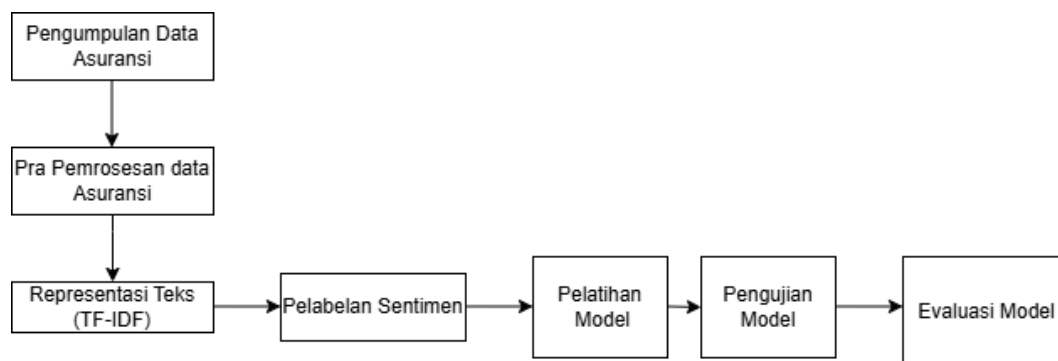 Pengumpulan Data
Asuransi
Pra Pemrosesan data
Asuransi
Representasi Teks
(TF-IDF)
Pelabelan Sentimen
Pelatihan
Model
Pengujian
Model
Evaluasi Model